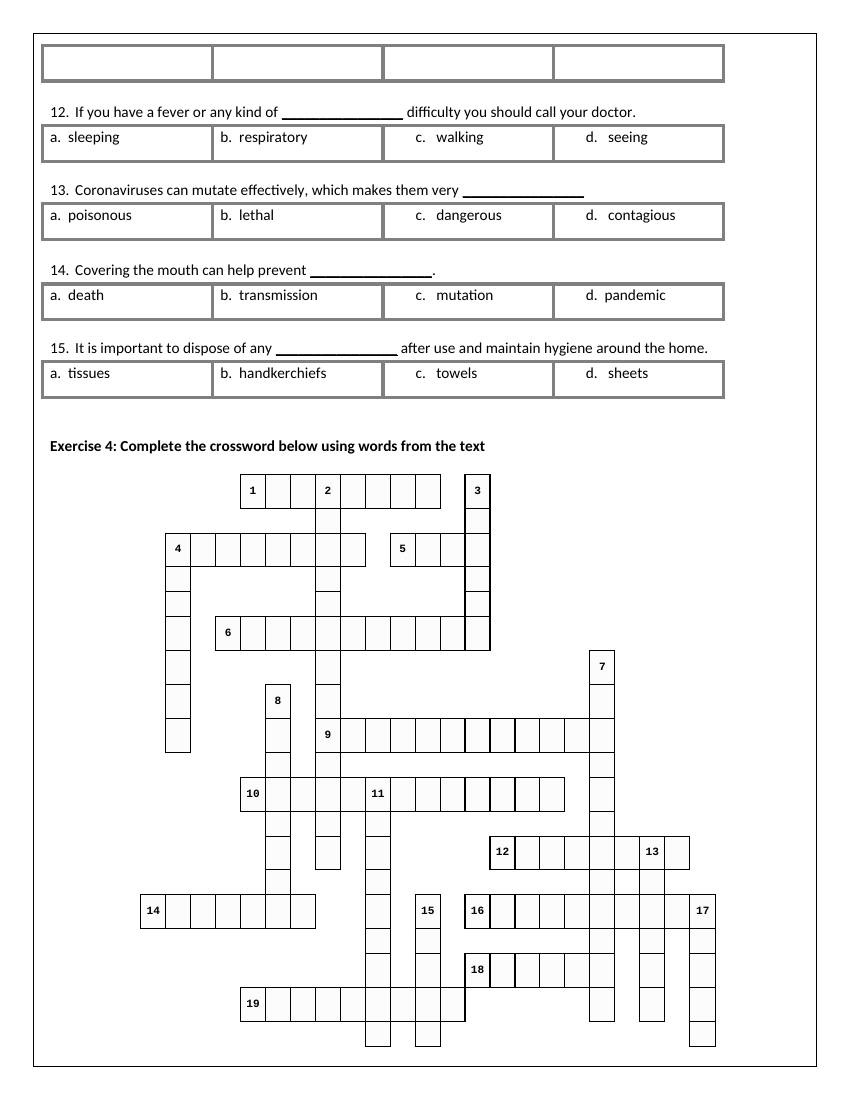 12. If you have a fever or any kind of ________________ difficulty you should call your doctor.
a. sleeping b. respiratory c. walking d. seeing
13. Coronaviruses can mutate effectively, which makes them very ________________
a. poisonous b. lethal c. dangerous d. contagious
14. Covering the mouth can help prevent ________________.
a. death b. transmission c. mutation d. pandemic
15. It is important to dispose of any ________________ after use and maintain hygiene around the home.
a. tissues b. handkerchiefs c. towels d. sheets
Exercise 4: Complete the crossword below using words from the text
1 2 3
4 5
6
7
8
9
10 11
12 13
14 15 16 17
18
19